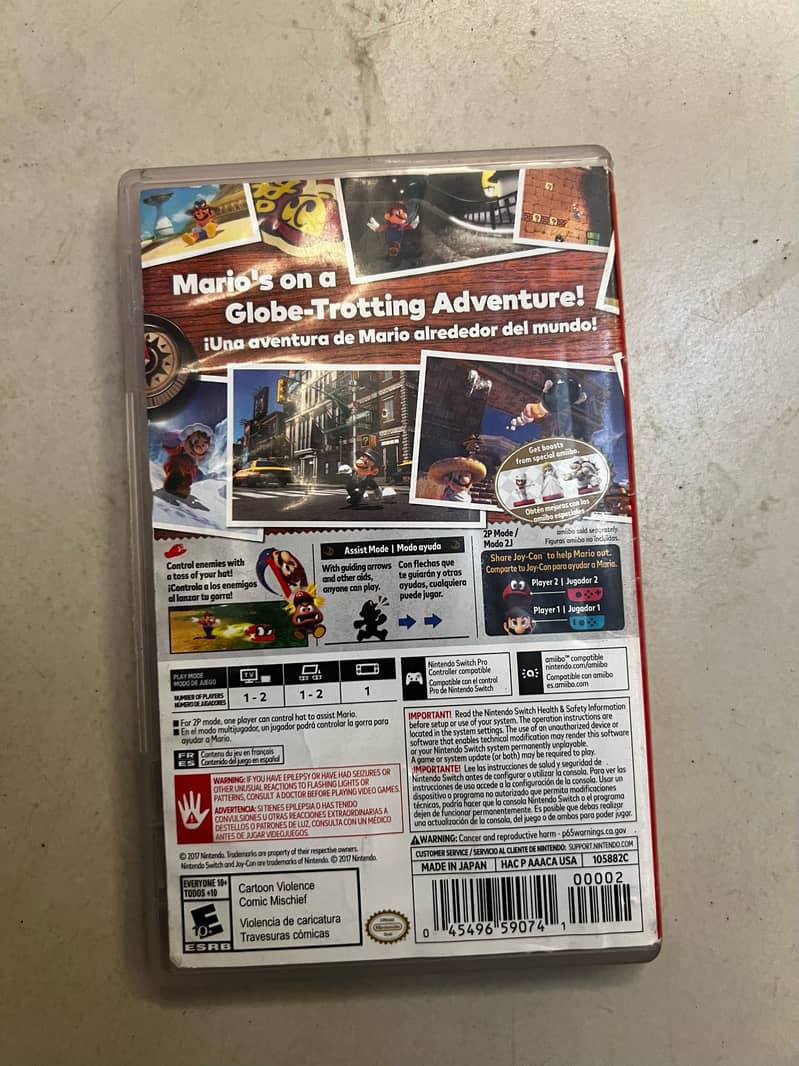 Mario's on a
Globe-Trotting Adventure!
¡Una aventura de Mario alrededor del mundo!
Get boosts
from special amiibo.
Obtén mejoras con los
amiibo especiales
amiibo sold separately.
Figuras amiibo no incluidas.
Control enemies with
a toss of your hat!
¡Controla a los enemigos
al lanzar tu gorra!
Assist Mode | Modo ayuda
With guiding arrows
and other aids,
anyone can play.
Con flechas que
te guiarán y otras
ayudas, cualquiera
puede jugar.
2P Mode /
Modo 2J
Share Joy-Con to help Mario out.
Comparte tu Joy-Con para ayudar a Mario.
Player 2 | Jugador 2
Player 1 | Jugador 1
PLAY MODE
MODO DE JUEGO
TV
NUMBER OF PLAYERS
NÚMERO DE JUGADORES
1 - 2
1 - 2
1
Nintendo Switch Pro
Controller compatible
Compatible con el control
Pro de Nintendo Switch
amiibo™ compatible
nintendo.com/amiibo
Compatible con amiibo
es.amiibo.com
For 2P mode, one player can control hat to assist Mario.
En el modo multijugador, un jugador podrá controlar la gorra para
ayudar a Mario.
FR Contenu du jeu en français
ES Contenido del juego en español
WARNING: IF YOU HAVE EPILEPSY OR HAVE HAD SEIZURES OR
OTHER UNUSUAL REACTIONS TO FLASHING LIGHTS OR
PATTERNS, CONSULT A DOCTOR BEFORE PLAYING VIDEO GAMES.
ADVERTENCIA: SI TIENES EPILEPSIA O HAS TENIDO
CONVULSIONES U OTRAS REACCIONES EXTRAORDINARIAS A
DESTELLOS O PATRONES DE LUZ, CONSULTA CON UN MÉDICO
ANTES DE JUGAR VIDEOJUEGOS.
IMPORTANT! Read the Nintendo Switch Health & Safety Information
before setup or use of your system. The operation instructions are
located in the system settings. The use of an unauthorized device or
software that enables technical modification may render this software
or your Nintendo Switch system permanently unplayable.
A game or system update (or both) may be required to play.
¡IMPORTANTE! Lee las instrucciones de salud y seguridad de
Nintendo Switch antes de configurar o utilizar la consola. Para ver las
instrucciones de uso accede a la configuración de la consola. Usar un
dispositivo o programa no autorizado que permita modificaciones
técnicas, podría hacer que la consola Nintendo Switch o el programa
dejen de funcionar permanentemente. Es posible que debas realizar
una actualización de la consola, del juego o de ambos para poder jugar.
© 2017 Nintendo. Trademarks are property of their respective owners.
Nintendo Switch and Joy-Con are trademarks of Nintendo. © 2017 Nintendo.
WARNING: Cancer and reproductive harm - p65warnings.ca.gov
CUSTOMER SERVICE / SERVICIO AL CLIENTE DE NINTENDO: SUPPORT.NINTENDO.COM
MADE IN JAPAN
HAC P AAACA USA
105882C
EVERYONE 10+
TODOS +10
E
10+
ESRB
Cartoon Violence
Comic Mischief
Violencia de caricatura
Travesuras cómicas
Official
Nintendo
Seal
00002
0 45496 59074 1